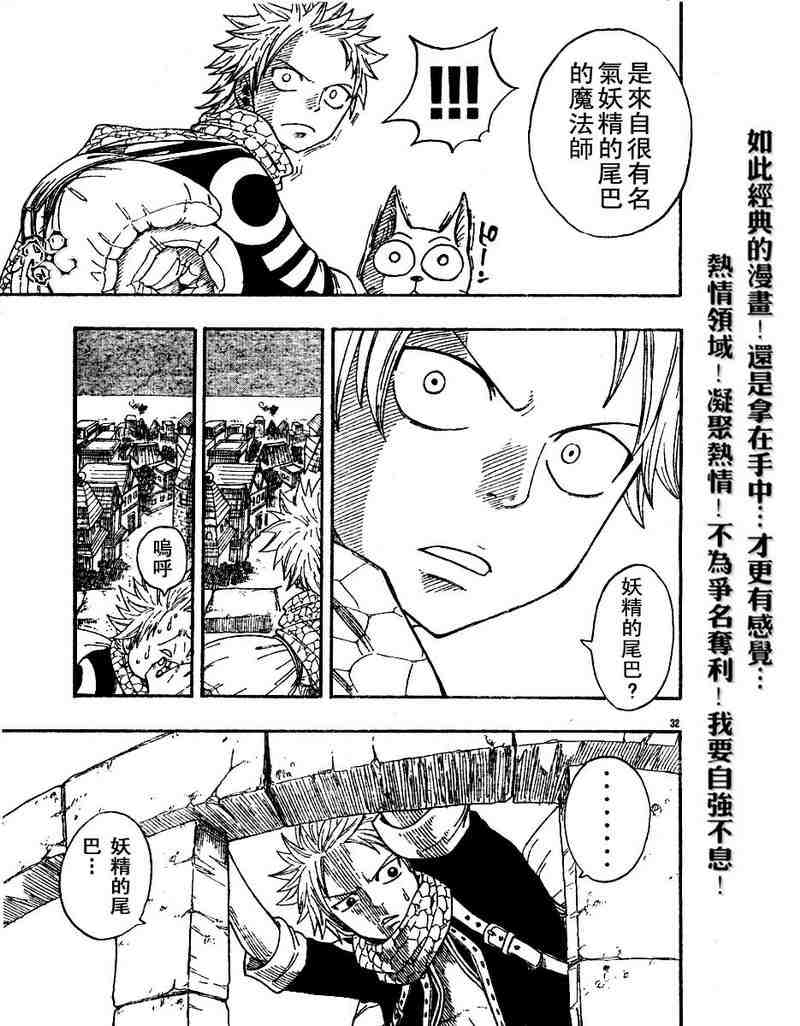 是來自很有名
氣妖精的尾巴
的魔法師
!!!
ピー！
妖精的尾巴？
嗚呼
32
………
妖精的尾
巴…
如此經典的漫畫！還是拿在手中…才更有感覺…
熱情領域！凝聚熱情！不為爭名奪利！我要自強不息！